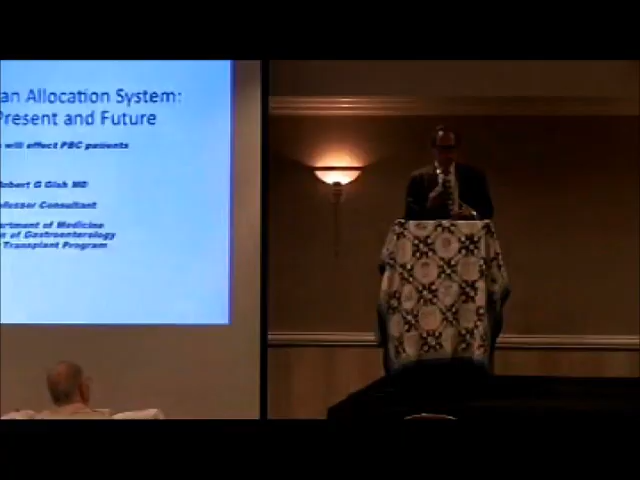 an Allocation System:
Present and Future
will effect PBC patients
Robert G Gish MD
ofessor Consultant
artment of Medicine
n of Gastroenterology
Transplant Program